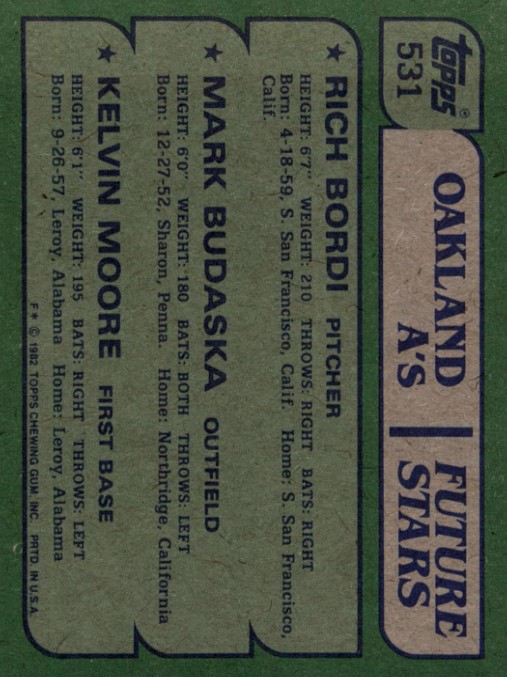 topps®
531
OAKLAND
A'S
FUTURE
STARS
★ RICH BORDI PITCHER
HEIGHT: 6'7" WEIGHT: 210 THROWS: RIGHT BATS: RIGHT
Born: 4-18-59, S. San Francisco, Calif. Home: S. San Francisco,
Calif.
★ MARK BUDASKA OUTFIELD
HEIGHT: 6'0" WEIGHT: 180 BATS: BOTH THROWS: LEFT
Born: 12-27-52, Sharon, Penna. Home: Northridge, California
★ KELVIN MOORE FIRST BASE
HEIGHT: 6'1" WEIGHT: 195 BATS: RIGHT THROWS: LEFT
Born: 9-26-57, Leroy, Alabama Home: Leroy, Alabama
F * © 1982 TOPPS CHEWING GUM, INC. PRTD. IN U.S.A.